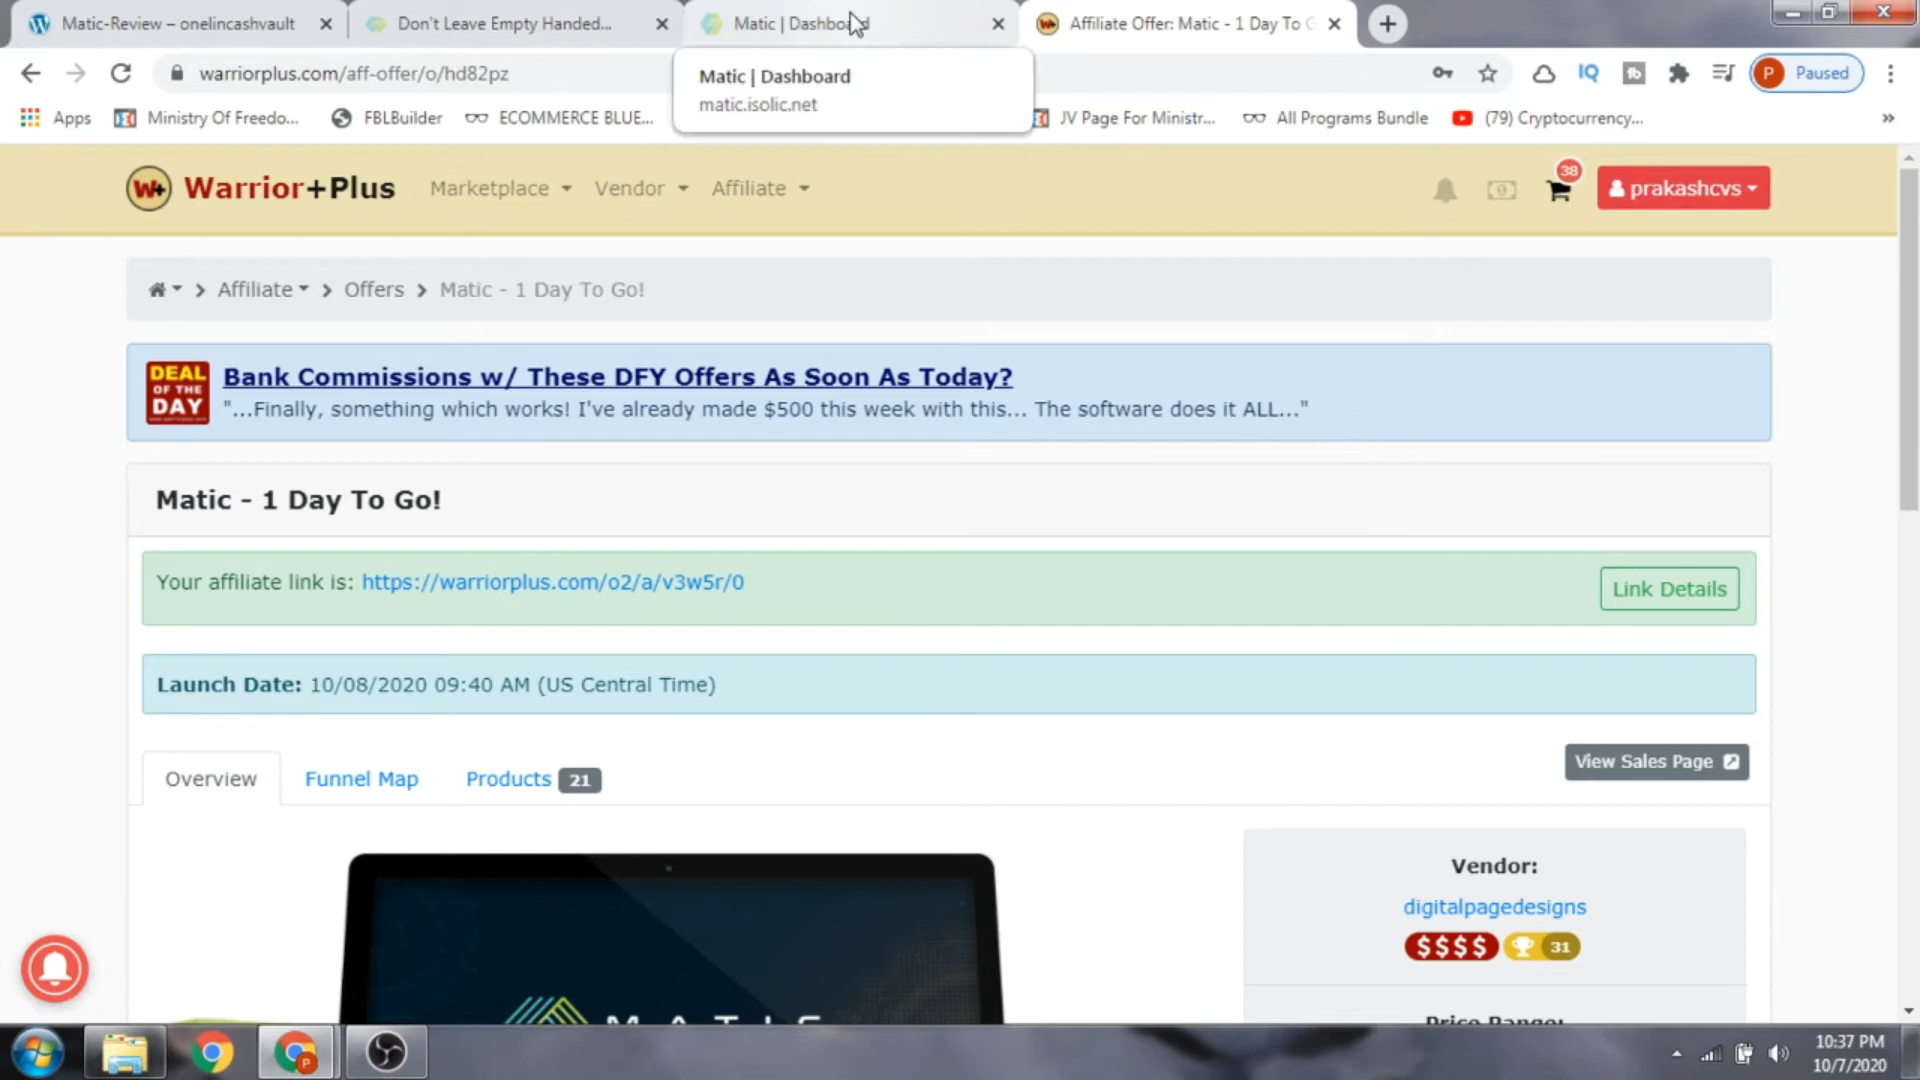 Matic-Review – onelincashvault
Don't Leave Empty Handed...
Matic | Dashboard
Affiliate Offer: Matic - 1 Day To G
warriorplus.com/aff-offer/o/hd82pz
Paused
P
Matic | Dashboard
matic.isolic.net
Apps
Ministry Of Freedo...
FBLBuilder
ECOMMERCE BLUE...
JV Page For Ministr...
All Programs Bundle
(79) Cryptocurrency...
W+ Warrior+Plus
Marketplace
Vendor
Affiliate
38
prakashcvs
Affiliate
Offers
Matic - 1 Day To Go!
DEAL OF THE DAY
Bank Commissions w/ These DFY Offers As Soon As Today?
"...Finally, something which works! I've already made $500 this week with this... The software does it ALL..."
Matic - 1 Day To Go!
Your affiliate link is: https://warriorplus.com/o2/a/v3w5r/0
Link Details
Launch Date: 10/08/2020 09:40 AM (US Central Time)
Overview
Funnel Map
Products 21
View Sales Page
Vendor:
digitalpagedesigns
$$$$ 31
Price Range:
MATIC
10:37 PM
10/7/2020